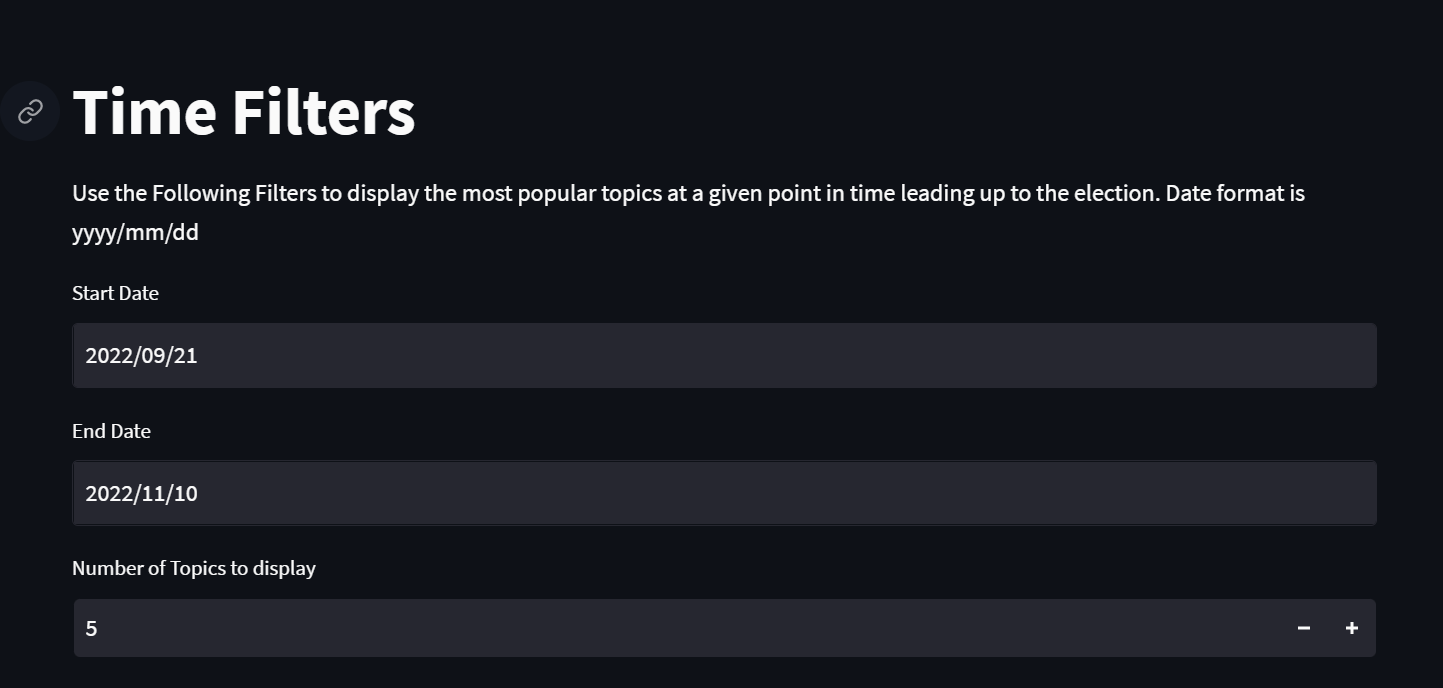 Time Filters
Use the Following Filters to display the most popular topics at a given point in time leading up to the election. Date format is
yyyy/mm/dd
Start Date
2022/09/21
End Date
2022/11/10
Number of Topics to display
5